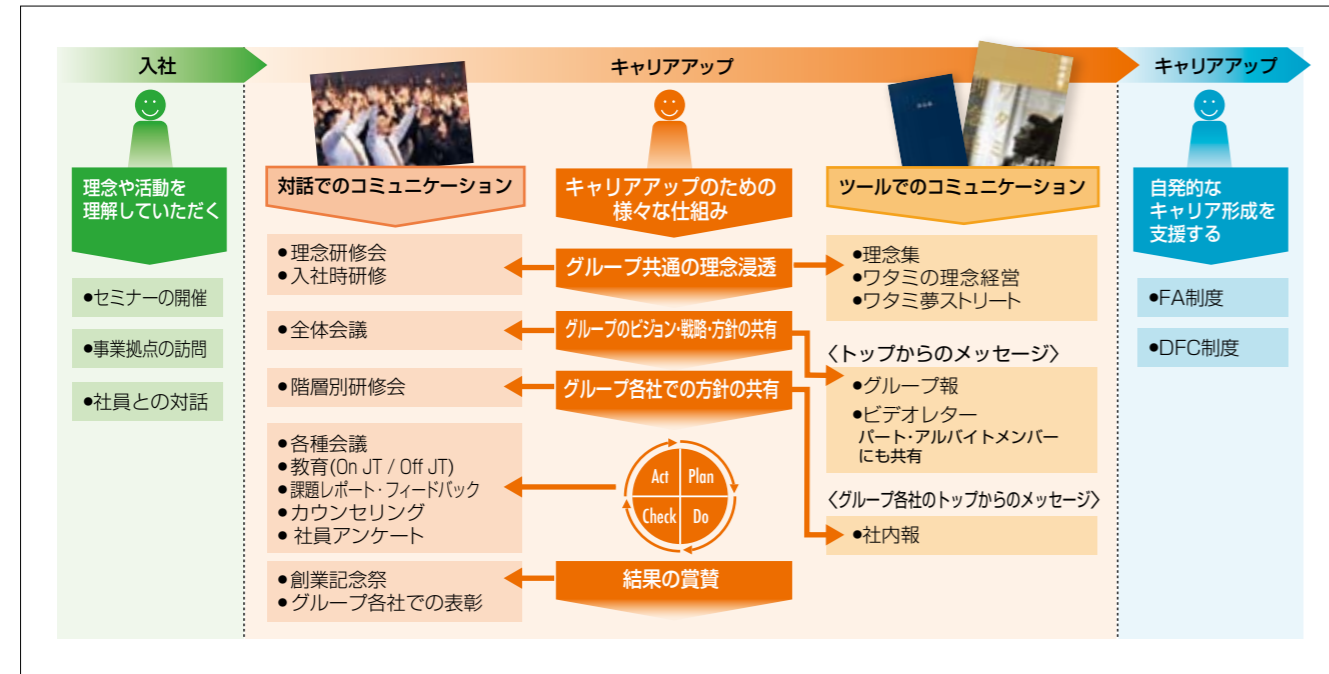 入社
キャリアアップ
キャリアアップ
理念や活動を
理解していただく
●セミナーの開催
●事業拠点の訪問
●社員との対話
対話でのコミュニケーション
●理念研修会
●入社時研修
●全体会議
●階層別研修会
●各種会議
●教育(On JT / Off JT)
●課題レポート・フィードバック
●カウンセリング
●社員アンケート
●創業記念祭
●グループ各社での表彰
キャリアアップのための
様々な仕組み
グループ共通の理念浸透
グループのビジョン・戦略・方針の共有
グループ各社での方針の共有
Act
Plan
Check
Do
結果の賞賛
ツールでのコミュニケーション
●理念集
●ワタミの理念経営
●ワタミ夢ストリート
〈トップからのメッセージ〉
●グループ報
●ビデオレター
パート・アルバイトメンバー
にも共有
〈グループ各社のトップからのメッセージ〉
●社内報
自発的な
キャリア形成を
支援する
●FA制度
●DFC制度